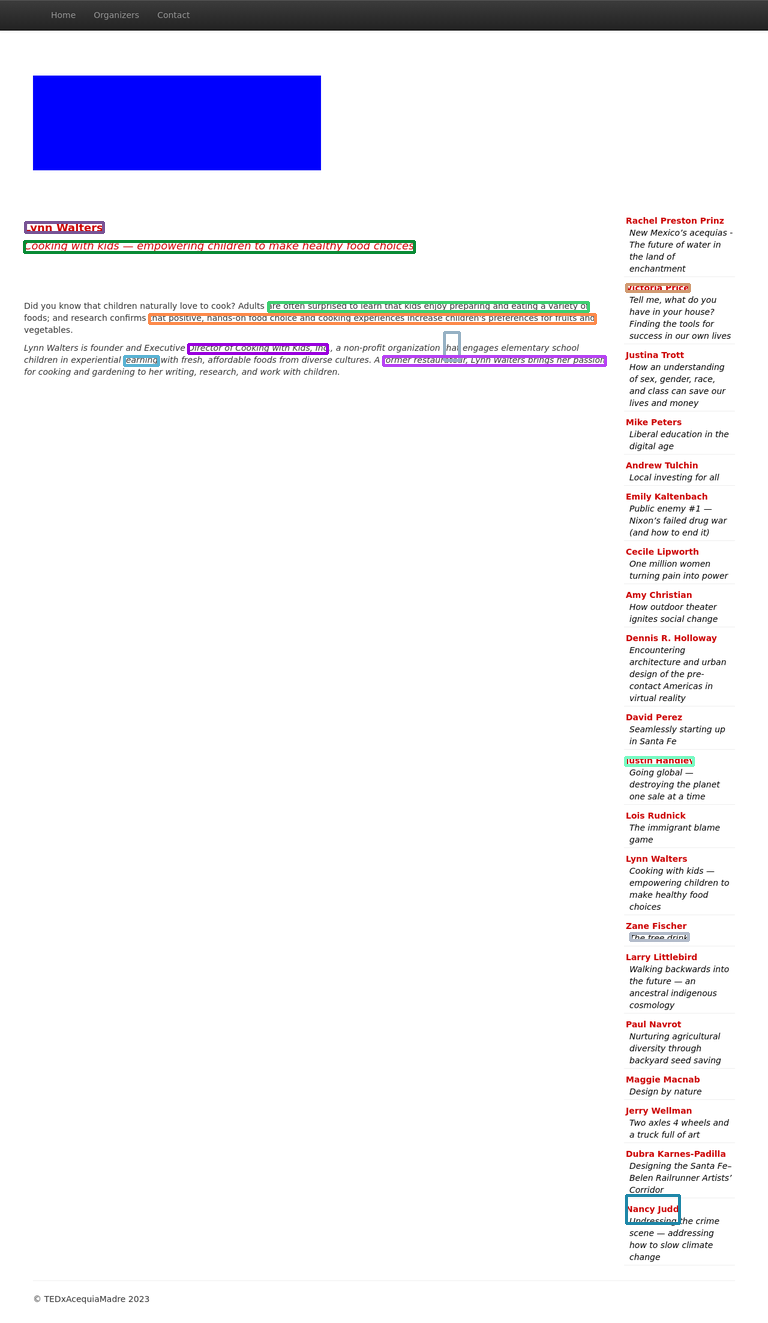 Home Organizers Contact
Lynn Walters
Cooking with kids — empowering children to make healthy food choices
Did you know that children naturally love to cook? Adults are often surprised to learn that kids enjoy preparing and eating a variety of
foods; and research confirms that positive, hands-on food choice and cooking experiences increase children's preferences for fruits and
vegetables.
Lynn Walters is founder and Executive Director of Cooking with Kids, Inc., a non-profit organization that engages elementary school
children in experiential learning with fresh, affordable foods from diverse cultures. A former restaurateur, Lynn Walters brings her passion
for cooking and gardening to her writing, research, and work with children.
Rachel Preston Prinz
New Mexico’s acequias -
The future of water in
the land of
enchantment
Victoria Price
Tell me, what do you
have in your house?
Finding the tools for
success in our own lives
Justina Trott
How an understanding
of sex, gender, race,
and class can save our
lives and money
Mike Peters
Liberal education in the
digital age
Andrew Tulchin
Local investing for all
Emily Kaltenbach
Public enemy #1 —
Nixon’s failed drug war
(and how to end it)
Cecile Lipworth
One million women
turning pain into power
Amy Christian
How outdoor theater
ignites social change
Dennis R. Holloway
Encountering
architecture and urban
design of the pre-
contact Americas in
virtual reality
David Perez
Seamlessly starting up
in Santa Fe
Justin Handley
Going global —
destroying the planet
one sale at a time
Lois Rudnick
The immigrant blame
game
Lynn Walters
Cooking with kids —
empowering children to
make healthy food
choices
Zane Fischer
The free drink
Larry Littlebird
Walking backwards into
the future — an
ancestral indigenous
cosmology
Paul Navrot
Nurturing agricultural
diversity through
backyard seed saving
Maggie Macnab
Design by nature
Jerry Wellman
Two axles 4 wheels and
a truck full of art
Dubra Karnes-Padilla
Designing the Santa Fe–
Belen Railrunner Artists’
Corridor
Nancy Judd
Undressing the crime
scene — addressing
how to slow climate
change
© TEDxAcequiaMadre 2023